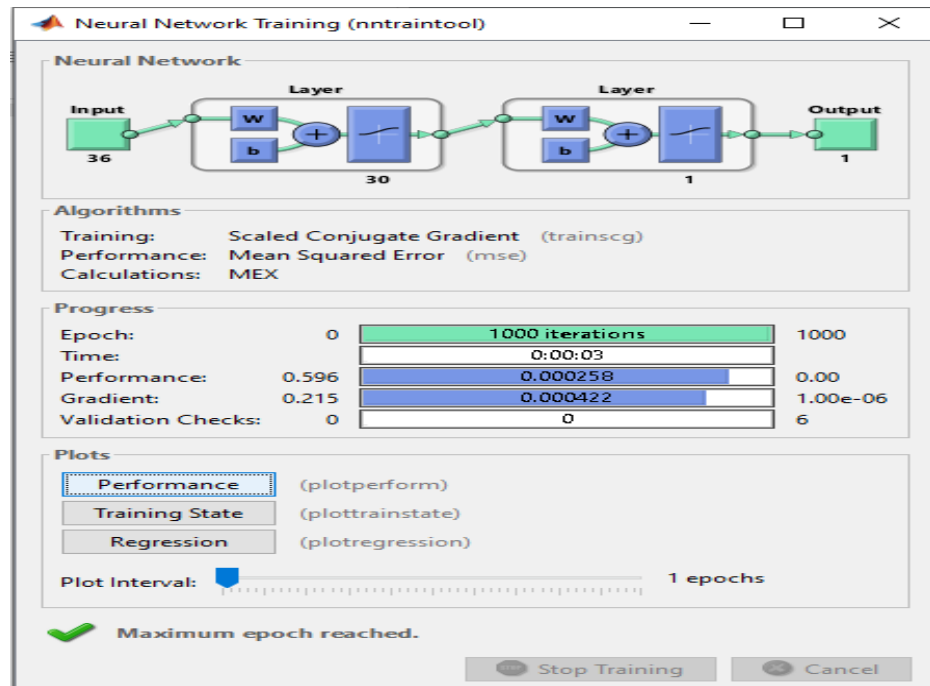 Neural Network Training (nntraintool)
Neural Network
Layer Layer
Input Output
W W
b b
+ +
36 1
30 1
Algorithms
Training: Scaled Conjugate Gradient (trainscg)
Performance: Mean Squared Error (mse)
Calculations: MEX
Progress
Epoch: 0 1000 iterations 1000
Time: 0:00:03
Performance: 0.596 0.000258 0.00
Gradient: 0.215 0.000422 1.00e-06
Validation Checks: 0 0 6
Plots
Performance (plotperform)
Training State (plottrainstate)
Regression (plotregression)
Plot Interval: 1 epochs
Maximum epoch reached.
Stop Training Cancel